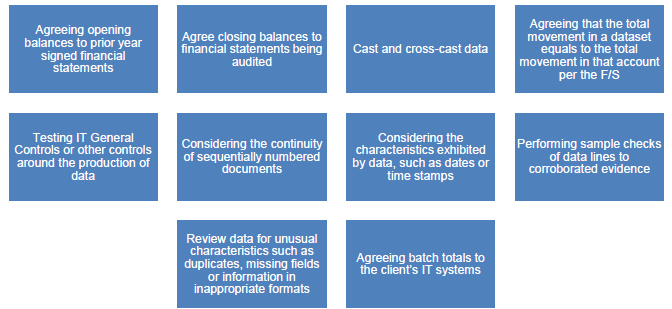 Agreeing opening
balances to prior year
signed financial
statements
Agree closing balances to
financial statements being
audited
Cast and cross-cast data
Agreeing that the total
movement in a dataset
equals to the total
movement in that account
per the F/S
Testing IT General
Controls or other controls
around the production of
data
Considering the continuity
of sequentially numbered
documents
Considering the
characteristics exhibited
by data, such as dates or
time stamps
Performing sample checks
of data lines to
corroborated evidence
Review data for unusual
characteristics such as
duplicates, missing fields
or information in
inappropriate formats
Agreeing batch totals to
the client's IT systems